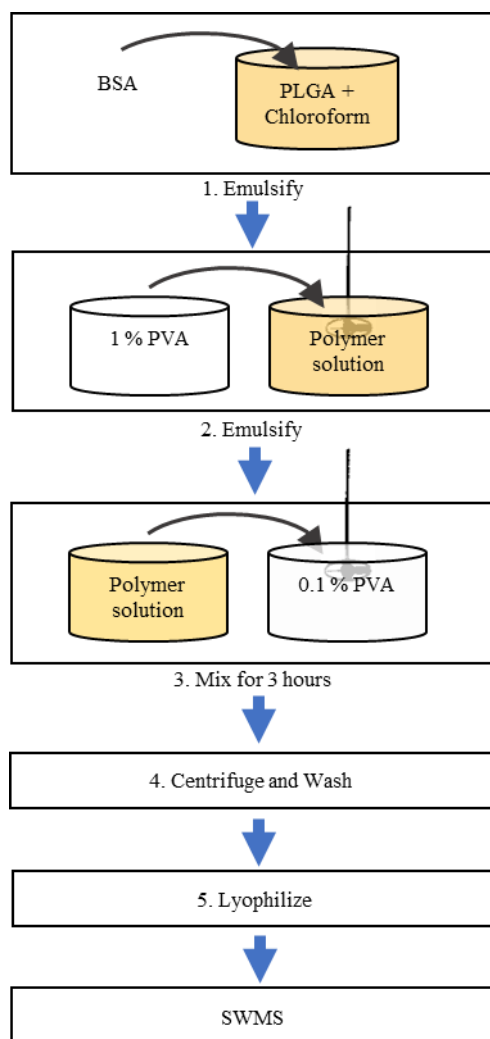 BSA
PLGA +
Chloroform
1. Emulsify
1 % PVA
Polymer
solution
2. Emulsify
Polymer
solution
0.1 % PVA
3. Mix for 3 hours
4. Centrifuge and Wash
5. Lyophilize
SWMS